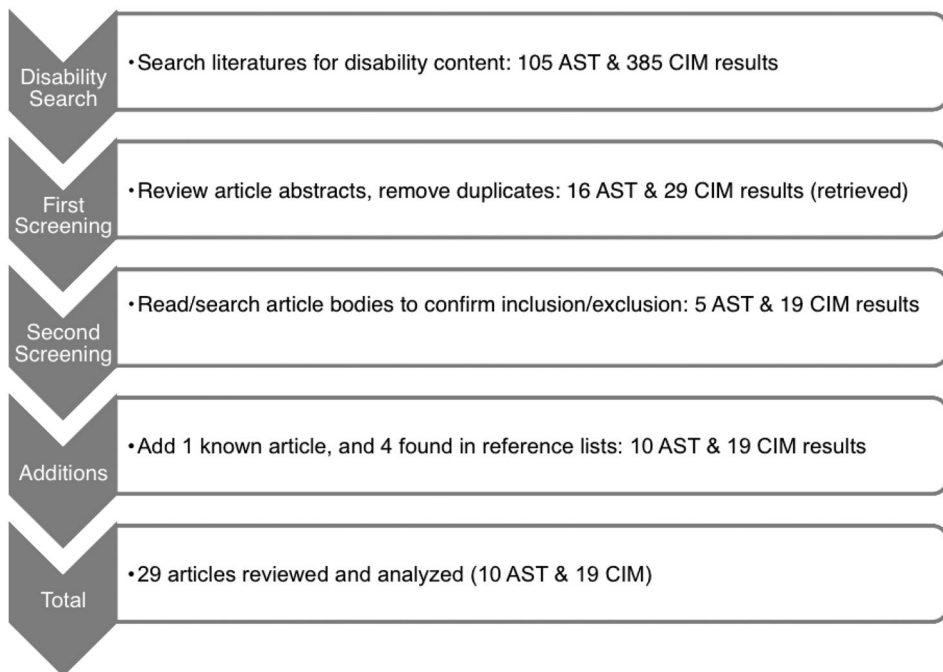 Disability
Search
•Search literatures for disability content: 105 AST & 385 CIM results
First
Screening
•Review article abstracts, remove duplicates: 16 AST & 29 CIM results (retrieved)
Second
Screening
•Read/search article bodies to confirm inclusion/exclusion: 5 AST & 19 CIM results
Additions
•Add 1 known article, and 4 found in reference lists: 10 AST & 19 CIM results
Total
•29 articles reviewed and analyzed (10 AST & 19 CIM)